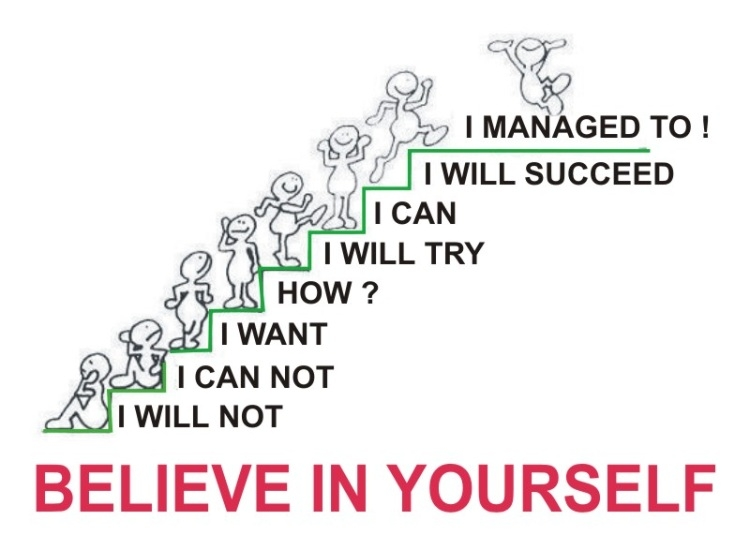 I MANAGED TO !
I WILL SUCCEED
I CAN
I WILL TRY
HOW ?
I WANT
I CAN NOT
I WILL NOT
BELIEVE IN YOURSELF